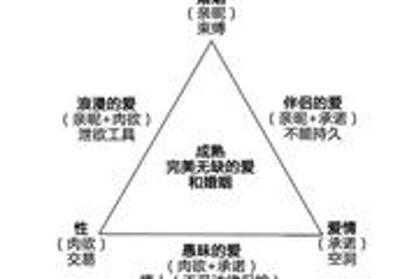 （亲昵）
束缚
浪漫的爱
（亲昵+肉欲）
泄欲工具
伴侣的爱
（亲昵+承诺）
不能持久
成熟
完美无缺的爱
和婚姻
性
（肉欲）
交易
愚昧的爱
（肉欲+承诺）
爱情
（承诺）
空洞